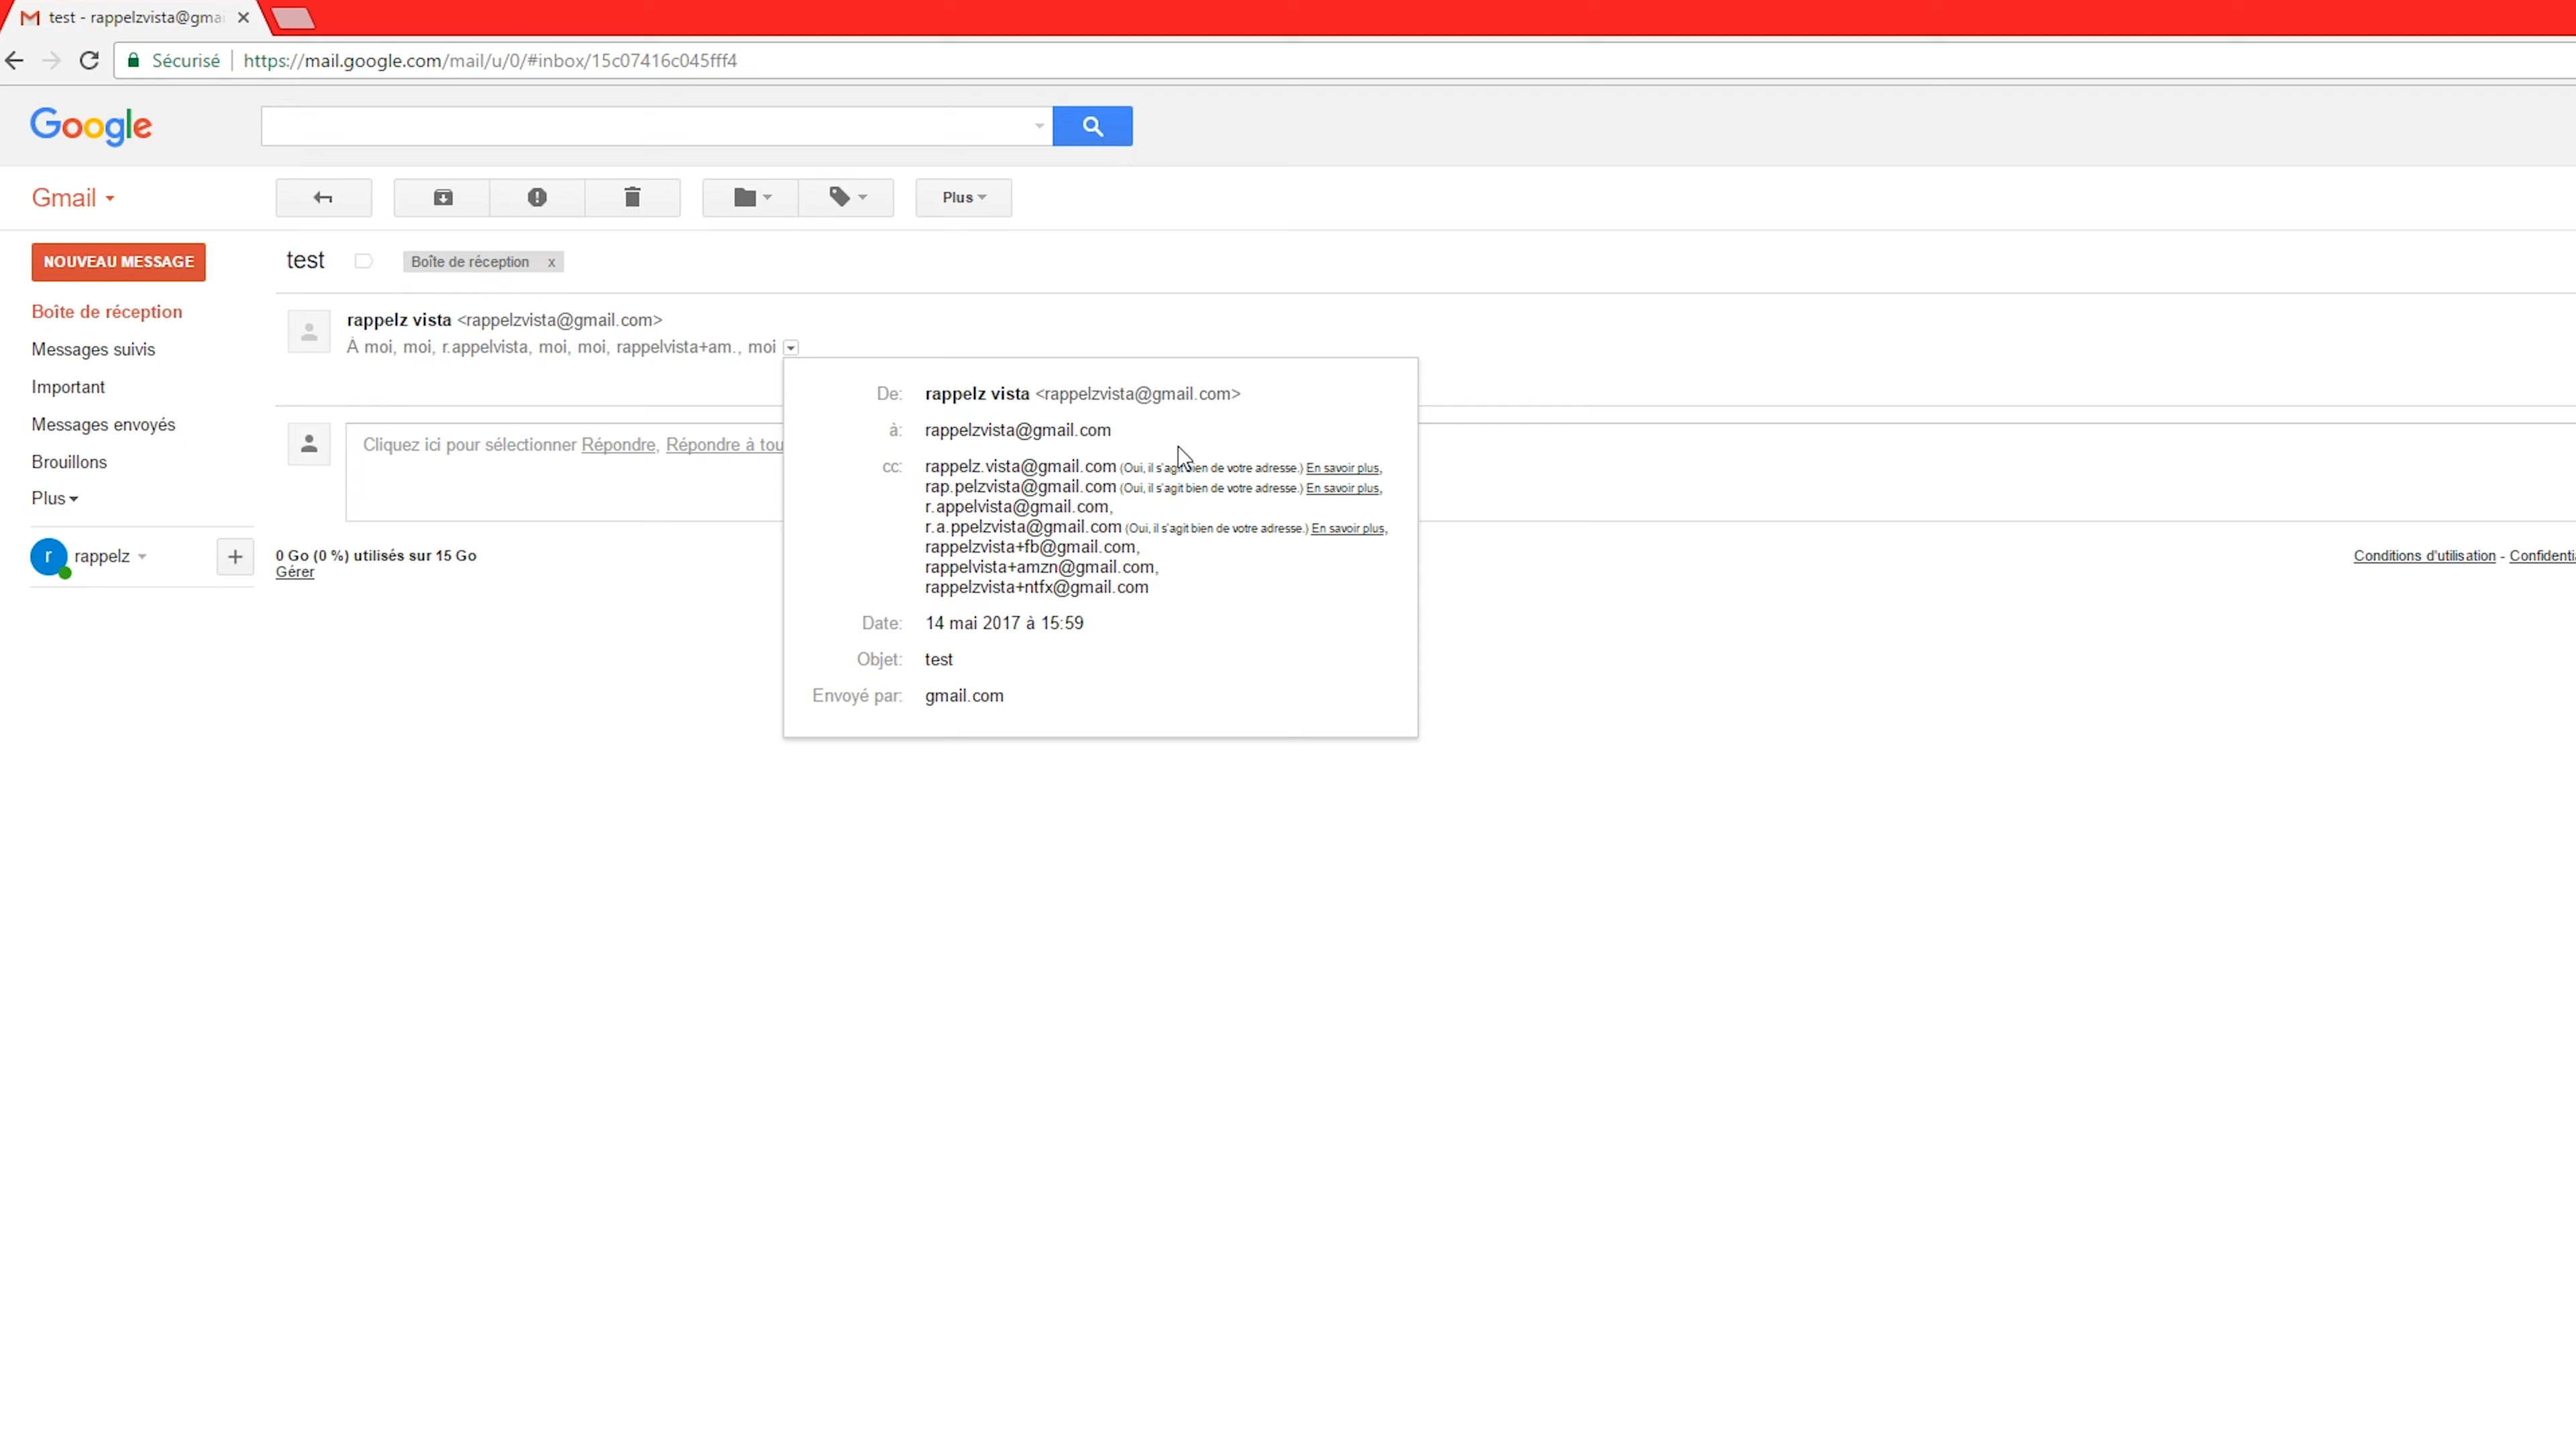 test - rappelzvista@gmai
Sécurisé https://mail.google.com/mail/u/0/#inbox/15c07416c045fff4
Google
Gmail
Plus
NOUVEAU MESSAGE
test Boîte de réception x
Boîte de réception
Messages suivis
Important
Messages envoyés
Brouillons
Plus
r rappelz
rappelz vista <rappelzvista@gmail.com>
À moi, moi, r.appelvista, moi, moi, rappelvista+am., moi
Cliquez ici pour sélectionner Répondre, Répondre à tou
De: rappelz vista <rappelzvista@gmail.com>
à: rappelzvista@gmail.com
cc: rappelz.vista@gmail.com (Oui, il s'agit bien de votre adresse.) En savoir plus,
rap.pelzvista@gmail.com (Oui, il s'agit bien de votre adresse.) En savoir plus,
r.appelvista@gmail.com,
r.a.ppelzvista@gmail.com (Oui, il s'agit bien de votre adresse.) En savoir plus,
rappelzvista+fb@gmail.com,
rappelvista+amzn@gmail.com,
rappelzvista+ntfx@gmail.com
Date: 14 mai 2017 à 15:59
Objet: test
Envoyé par: gmail.com
0 Go (0 %) utilisés sur 15 Go
Gérer
Conditions d'utilisation - Confidenti